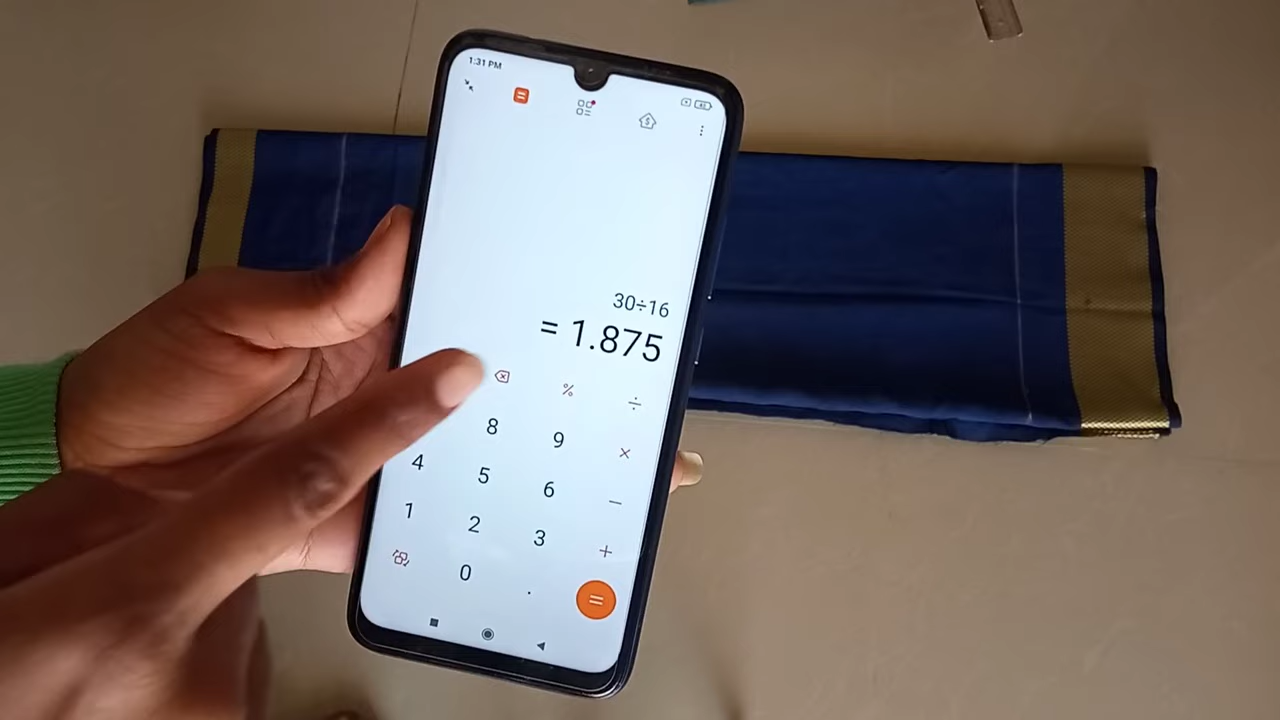 1:31 PM
30÷16
= 1.875
%
÷
8 9 ×
4 5 6 −
1 2 3 +
0 . =